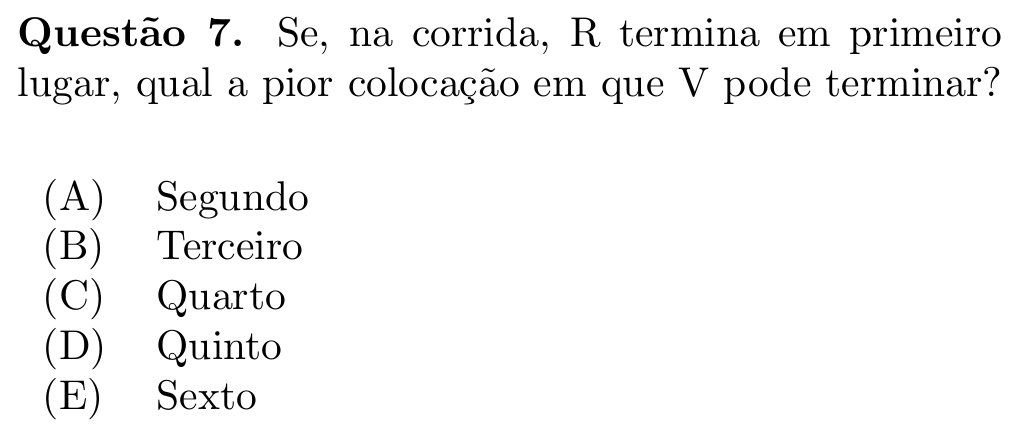 Questão 7. Se, na corrida, R termina em primeiro
lugar, qual a pior colocação em que V pode terminar?
(A) Segundo
(B) Terceiro
(C) Quarto
(D) Quinto
(E) Sexto